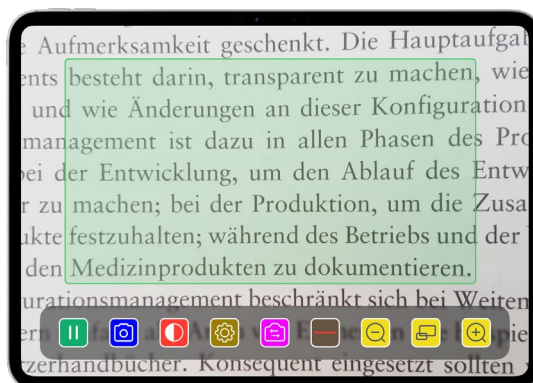 Aufmerksamkeit geschenkt. Die Hauptaufgab
ents besteht darin, transparent zu machen, wie
und wie Änderungen an dieser Konfiguration
management ist dazu in allen Phasen des Pro
bei der Entwicklung, um den Ablauf des Entw
r zu machen; bei der Produktion, um die Zusa
ukte festzuhalten; während des Betriebs und der
den Medizinprodukten zu dokumentieren.
urationsmanagement beschränkt sich bei Weiten
rzerhandbücher. Konsequent eingesetzt sollten